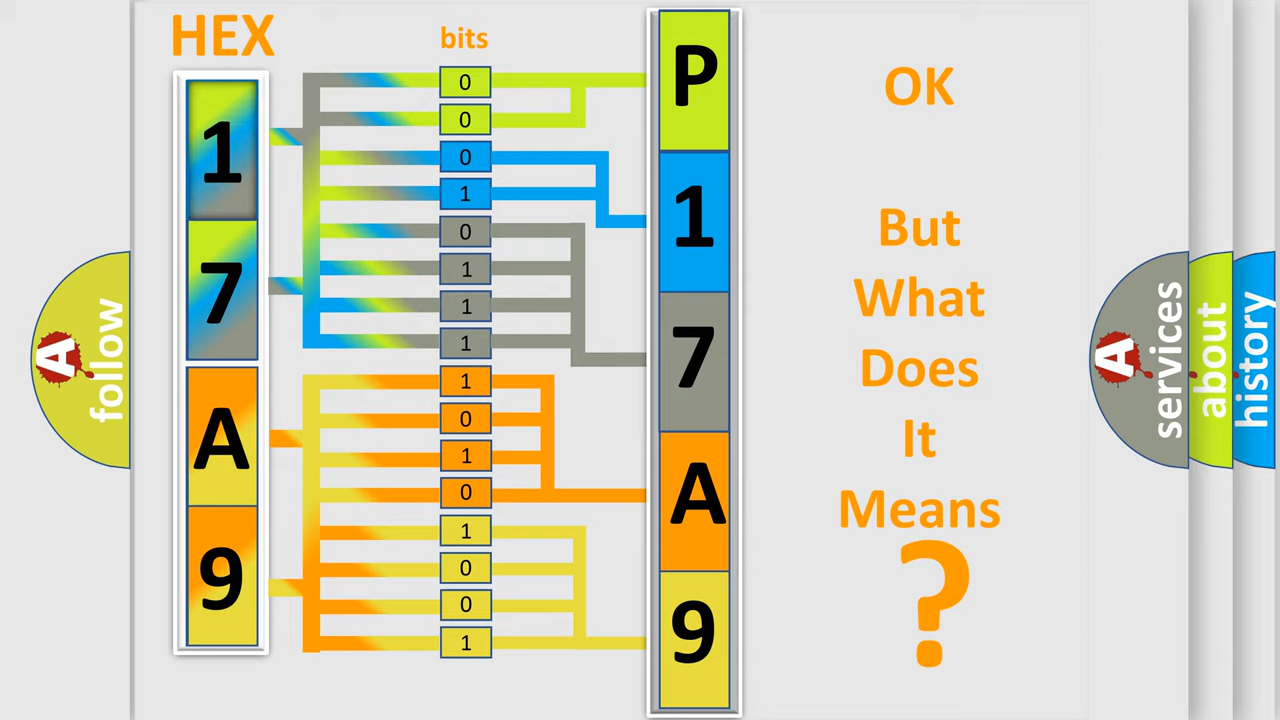 HEX
bits
1
7
A
9
0
0
0
1
0
1
1
1
1
0
1
0
1
0
0
1
P
1
7
A
9
OK
But
What
Does
It
Means
?
A
follow
A
services
about
history